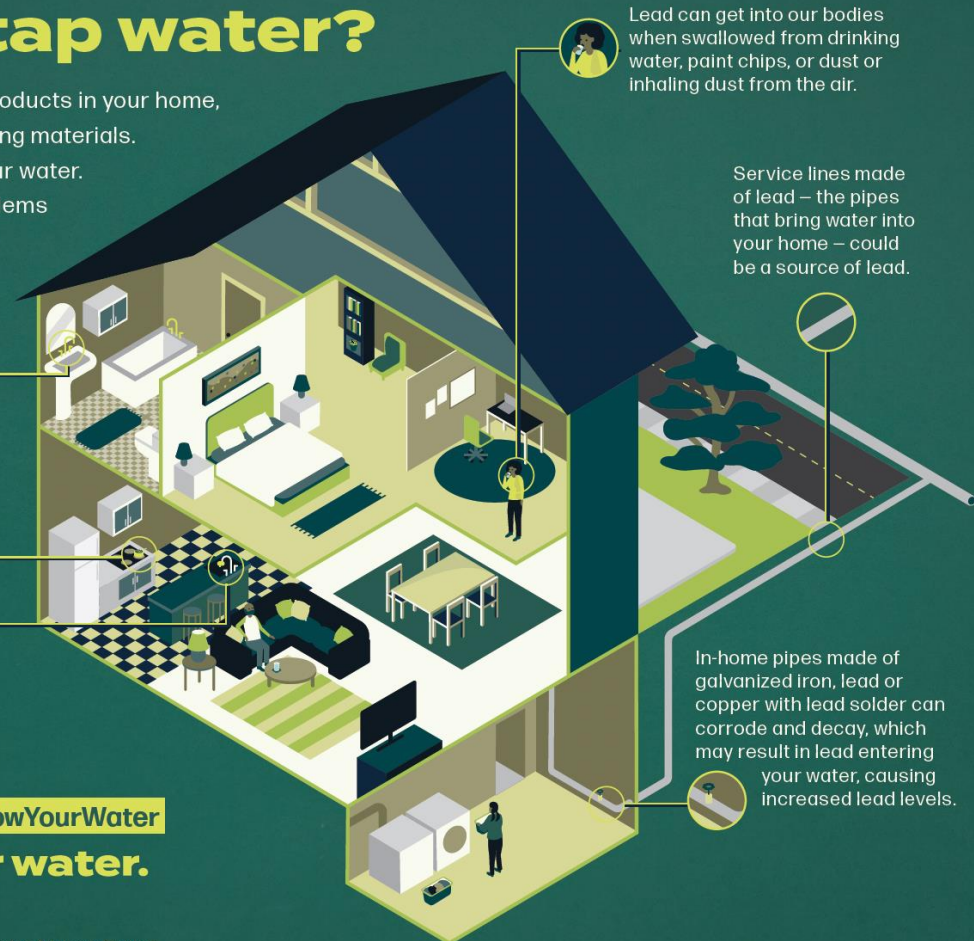 tap water?
oducts in your home,
ng materials.
ur water.
lems
Lead can get into our bodies
when swallowed from drinking
water, paint chips, or dust or
inhaling dust from the air.
Service lines made
of lead – the pipes
that bring water into
your home – could
be a source of lead.
In-home pipes made of
galvanized iron, lead or
copper with lead solder can
corrode and decay, which
may result in lead entering
your water, causing
increased lead levels.
owYourWater
r water.